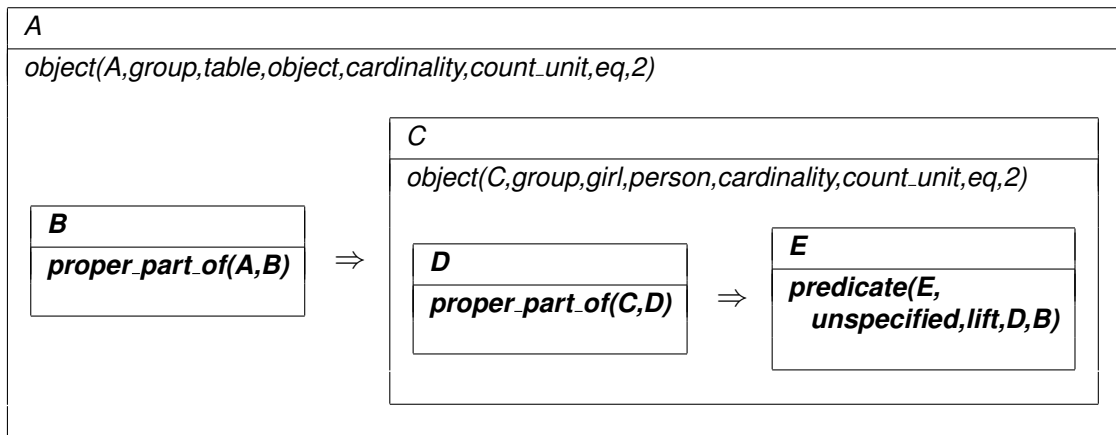 A
object(A,group,table,object,cardinality,count_unit,eq,2)
C
object(C,group,girl,person,cardinality,count_unit,eq,2)
B
proper_part_of(A,B)
⇒
D
proper_part_of(C,D)
⇒
E
predicate(E,
unspecified,lift,D,B)